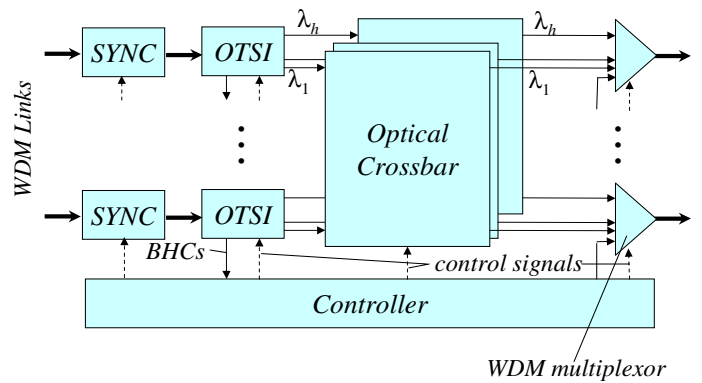 λh
λh
SYNC
OTSI
λ1
λ1
WDM Links
Optical
Crossbar
SYNC
OTSI
BHCs
control signals
Controller
WDM multiplexor